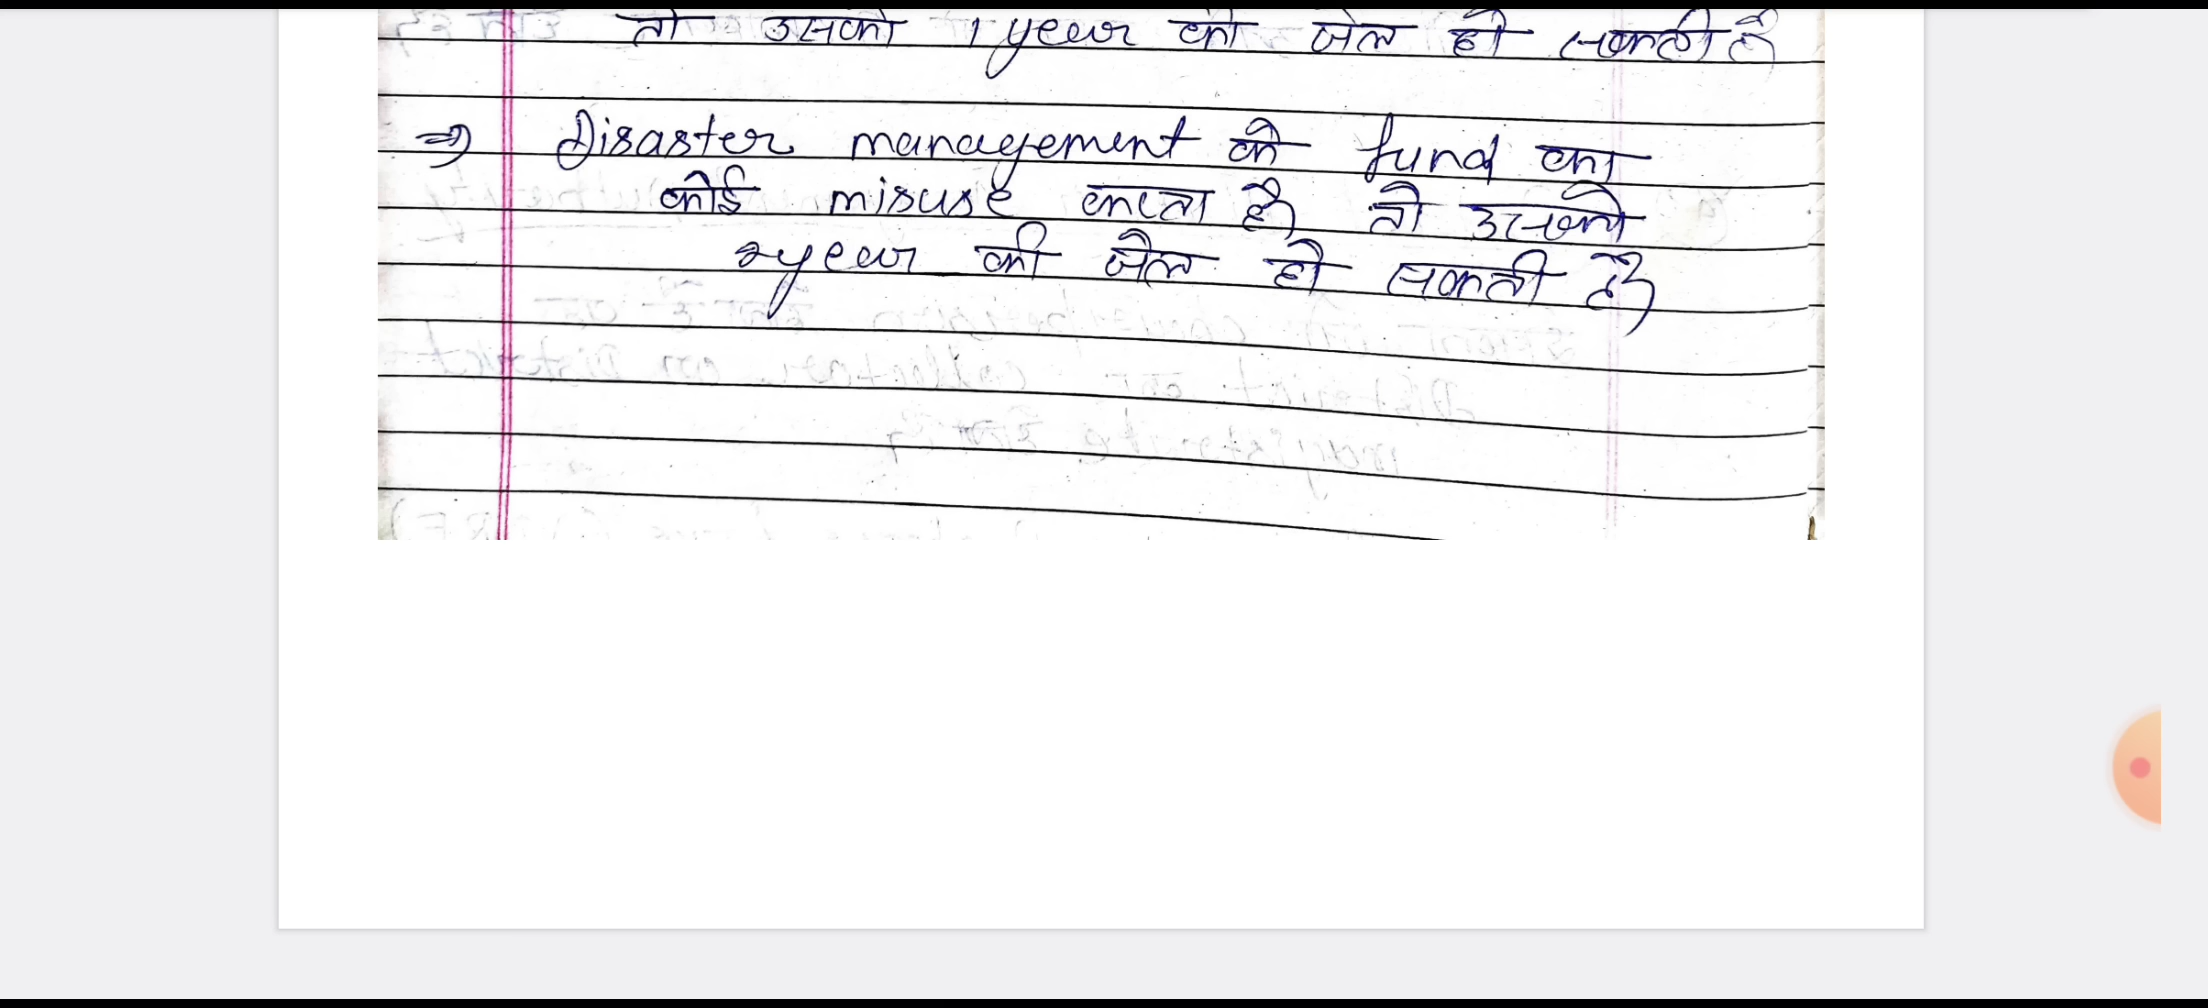 तो उसको 1 year की जेल हो सकती है
⇒ Disaster management के fund का
कोई misuse करता है तो उसको
2 year की जेल हो सकती है